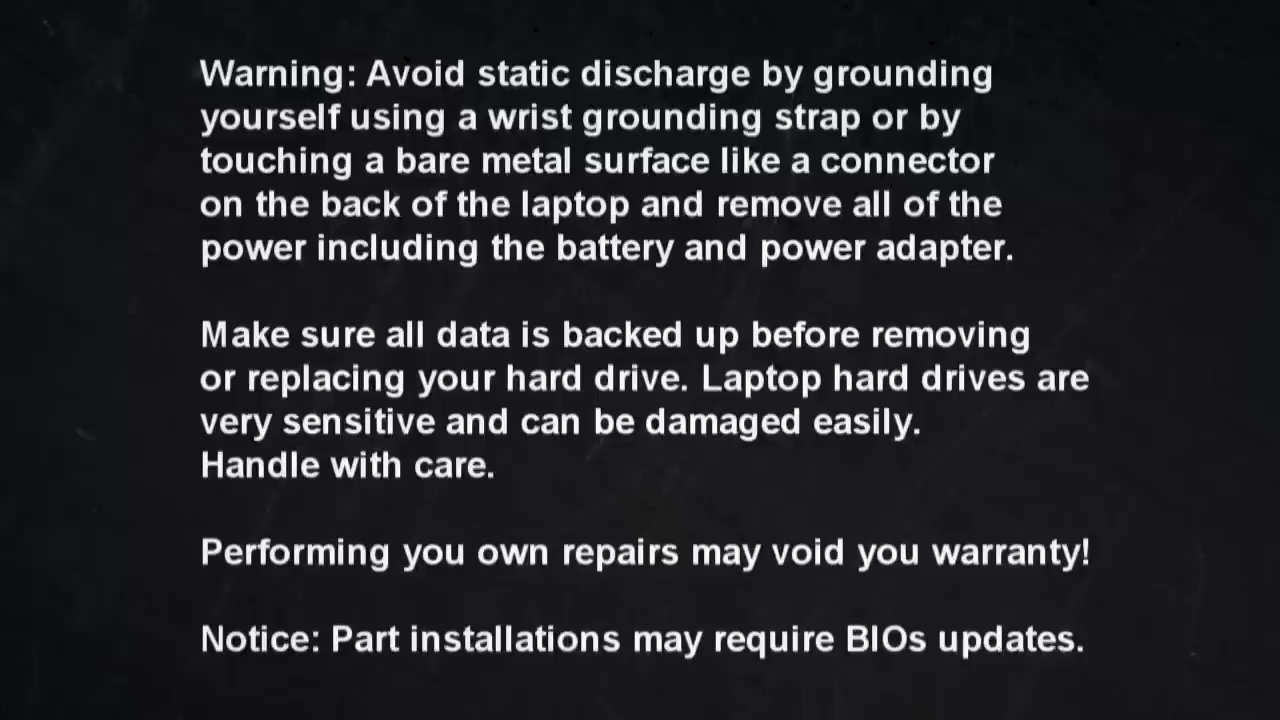 Warning: Avoid static discharge by grounding
yourself using a wrist grounding strap or by
touching a bare metal surface like a connector
on the back of the laptop and remove all of the
power including the battery and power adapter.
Make sure all data is backed up before removing
or replacing your hard drive. Laptop hard drives are
very sensitive and can be damaged easily.
Handle with care.
Performing you own repairs may void you warranty!
Notice: Part installations may require BIOs updates.